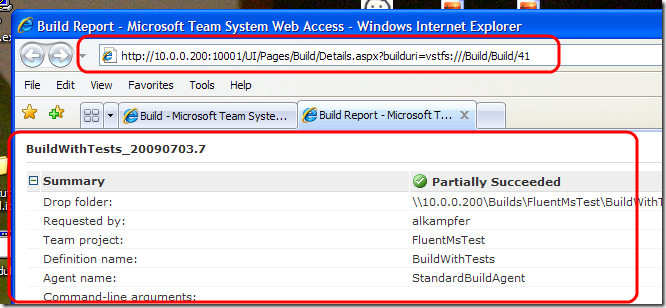 Build Report - Microsoft Team System Web Access - Windows Internet Explorer
http://10.0.0.200:10001/UI/Pages/Build/Details.aspx?builduri=vstfs:///Build/Build/41
File Edit View Favorites Tools Help
Build - Microsoft Team Syste... Build Report - Microsoft T...
BuildWithTests_20090703.7
Summary Partially Succeeded
Drop folder: \\10.0.0.200\Builds\FluentMsTest\BuildWithT
Requested by: alkampfer
Team project: FluentMsTest
Definition name: BuildWithTests
Agent name: StandardBuildAgent
Command-line arguments: